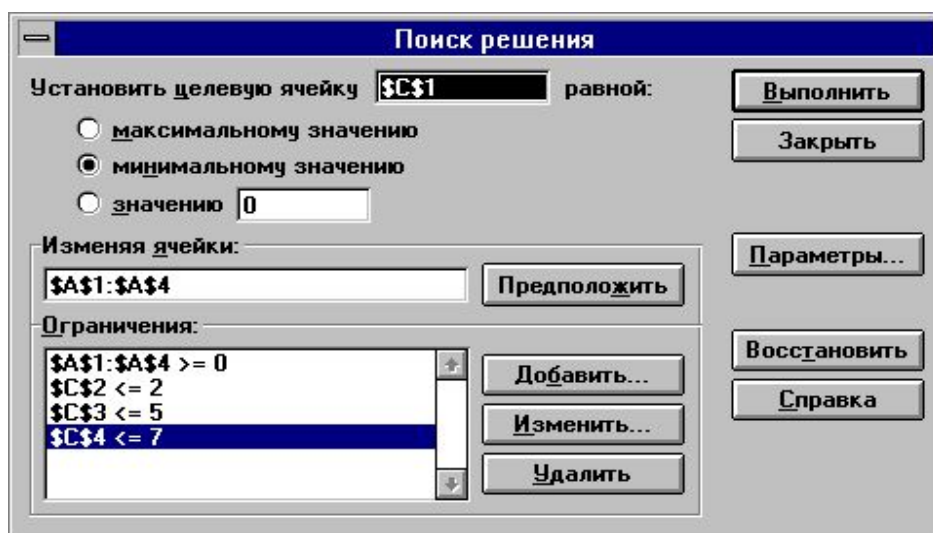 Поиск решения
Установить целевую ячейку $C$1 равной:
максимальному значению
минимальному значению
значению 0
Изменяя ячейки:
$A$1:$A$4 Предположить
Ограничения:
$A$1:$A$4 >= 0
$C$2 <= 2
$C$3 <= 5
$C$4 <= 7
Добавить...
Изменить...
Удалить
Выполнить
Закрыть
Параметры...
Восстановить
Справка